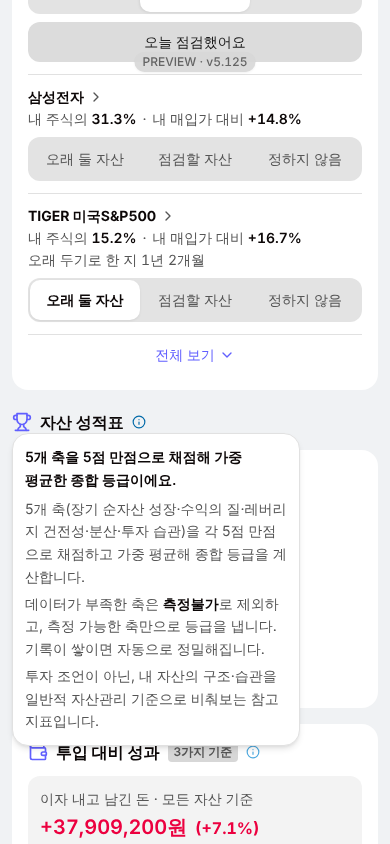 오늘 점검했어요
PREVIEW · v5.125
삼성전자
내 주식의 31.3% · 내 매입가 대비 +14.8%
오래 둘 자산 점검할 자산 정하지 않음
TIGER 미국S&P500
내 주식의 15.2% · 내 매입가 대비 +16.7%
오래 두기로 한 지 1년 2개월
오래 둘 자산 점검할 자산 정하지 않음
전체 보기
자산 성적표
5개 축을 5점 만점으로 채점해 가중
평균한 종합 등급이에요.
5개 축(장기 순자산 성장·수익의 질·레버리
지 건전성·분산·투자 습관)을 각 5점 만점
으로 채점하고 가중 평균해 종합 등급을 계
산합니다.
데이터가 부족한 축은 측정불가로 제외하
고, 측정 가능한 축만으로 등급을 냅니다.
기록이 쌓이면 자동으로 정밀해집니다.
투자 조언이 아닌, 내 자산의 구조·습관을
일반적 자산관리 기준으로 비춰보는 참고
지표입니다.
투입 대비 성과 3가지 기준
이자 내고 남긴 돈 · 모든 자산 기준
+37,909,200원 (+7.1%)